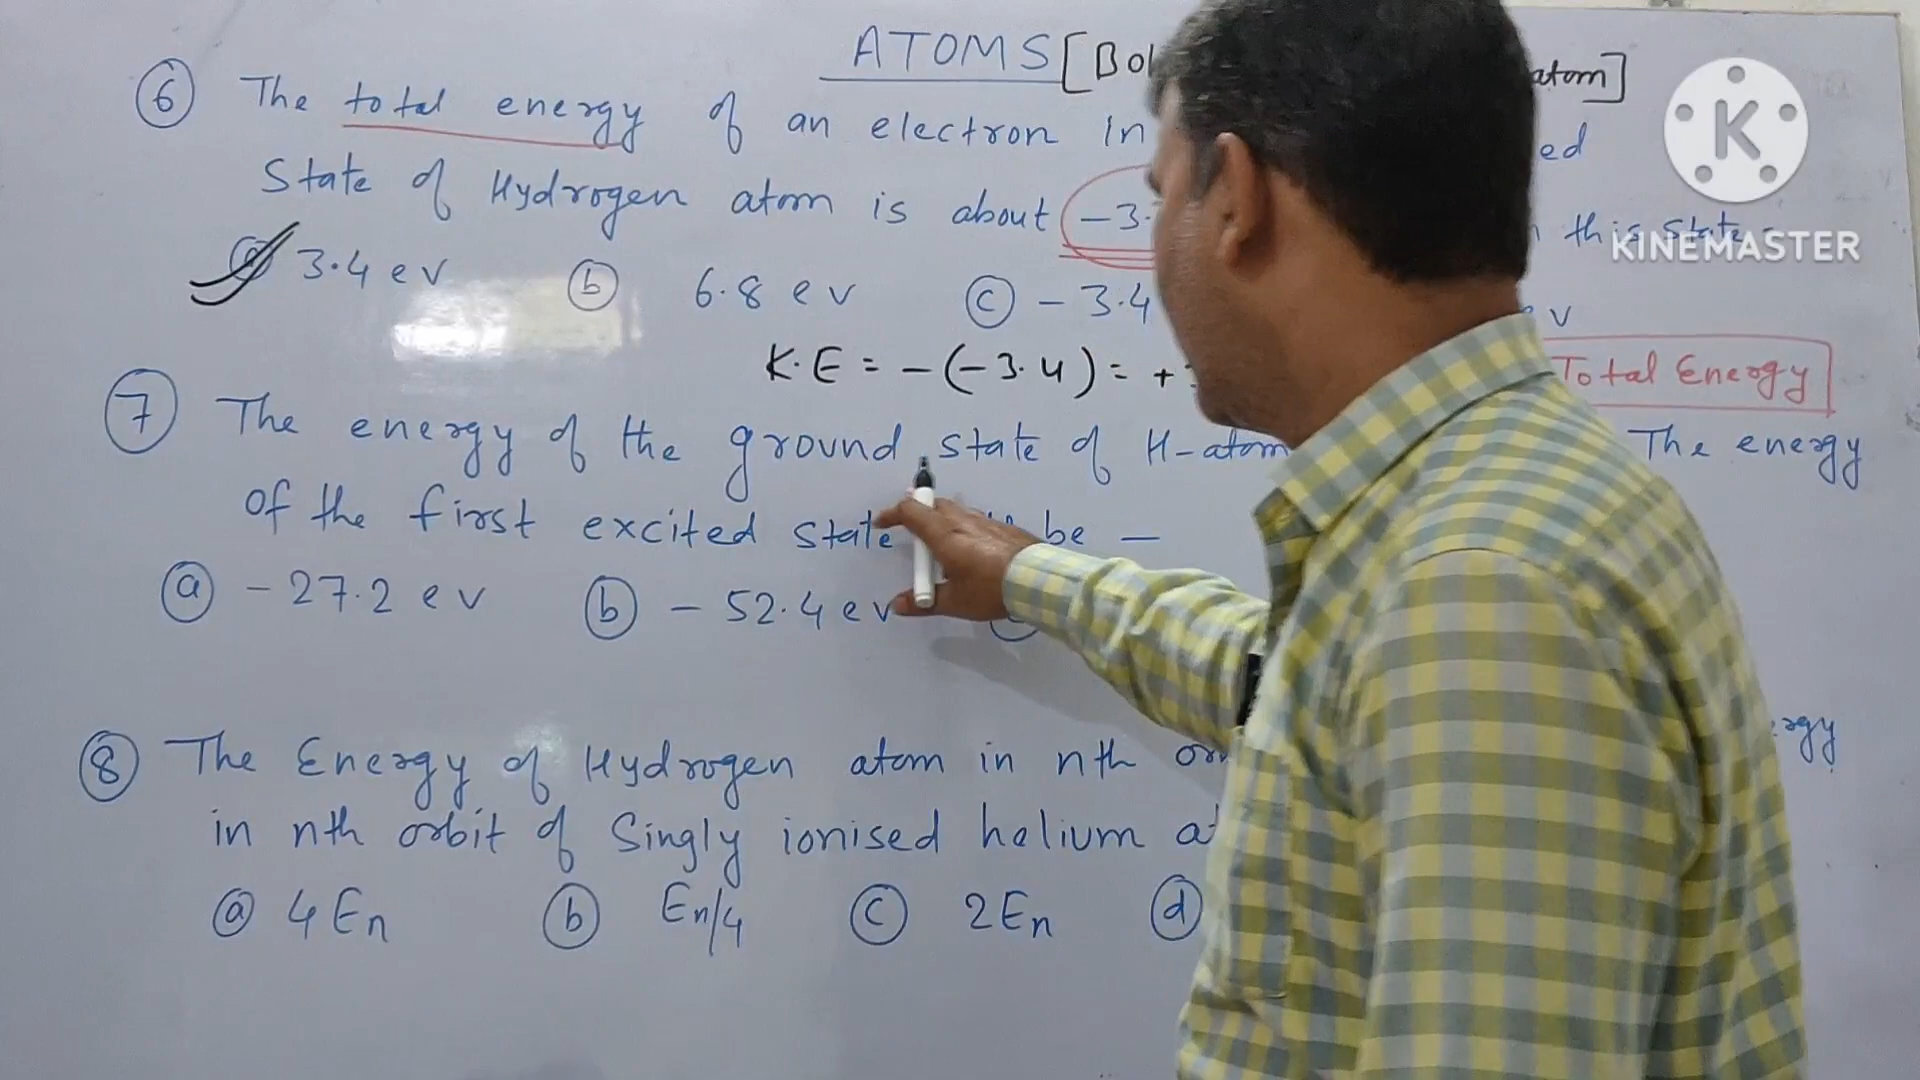 ATOMS [Bo atom]
⑥ The total energy of an electron in ed
State of Hydrogen atom is about -3. this state -
3.4 ev ⓑ 6.8 ev ⓒ - 3.4 v
K.E = -(-3.4) = + Total Energy
⑦ The energy of the ground state of H-atom The energy
of the first excited state be —
ⓐ - 27.2 ev ⓑ - 52.4 ev
⑧ The Energy of Hydrogen atom in nth
in nth orbit of Singly ionised helium
ⓐ 4En ⓑ En/4 ⓒ 2En ⓓ
K
KINEMASTER